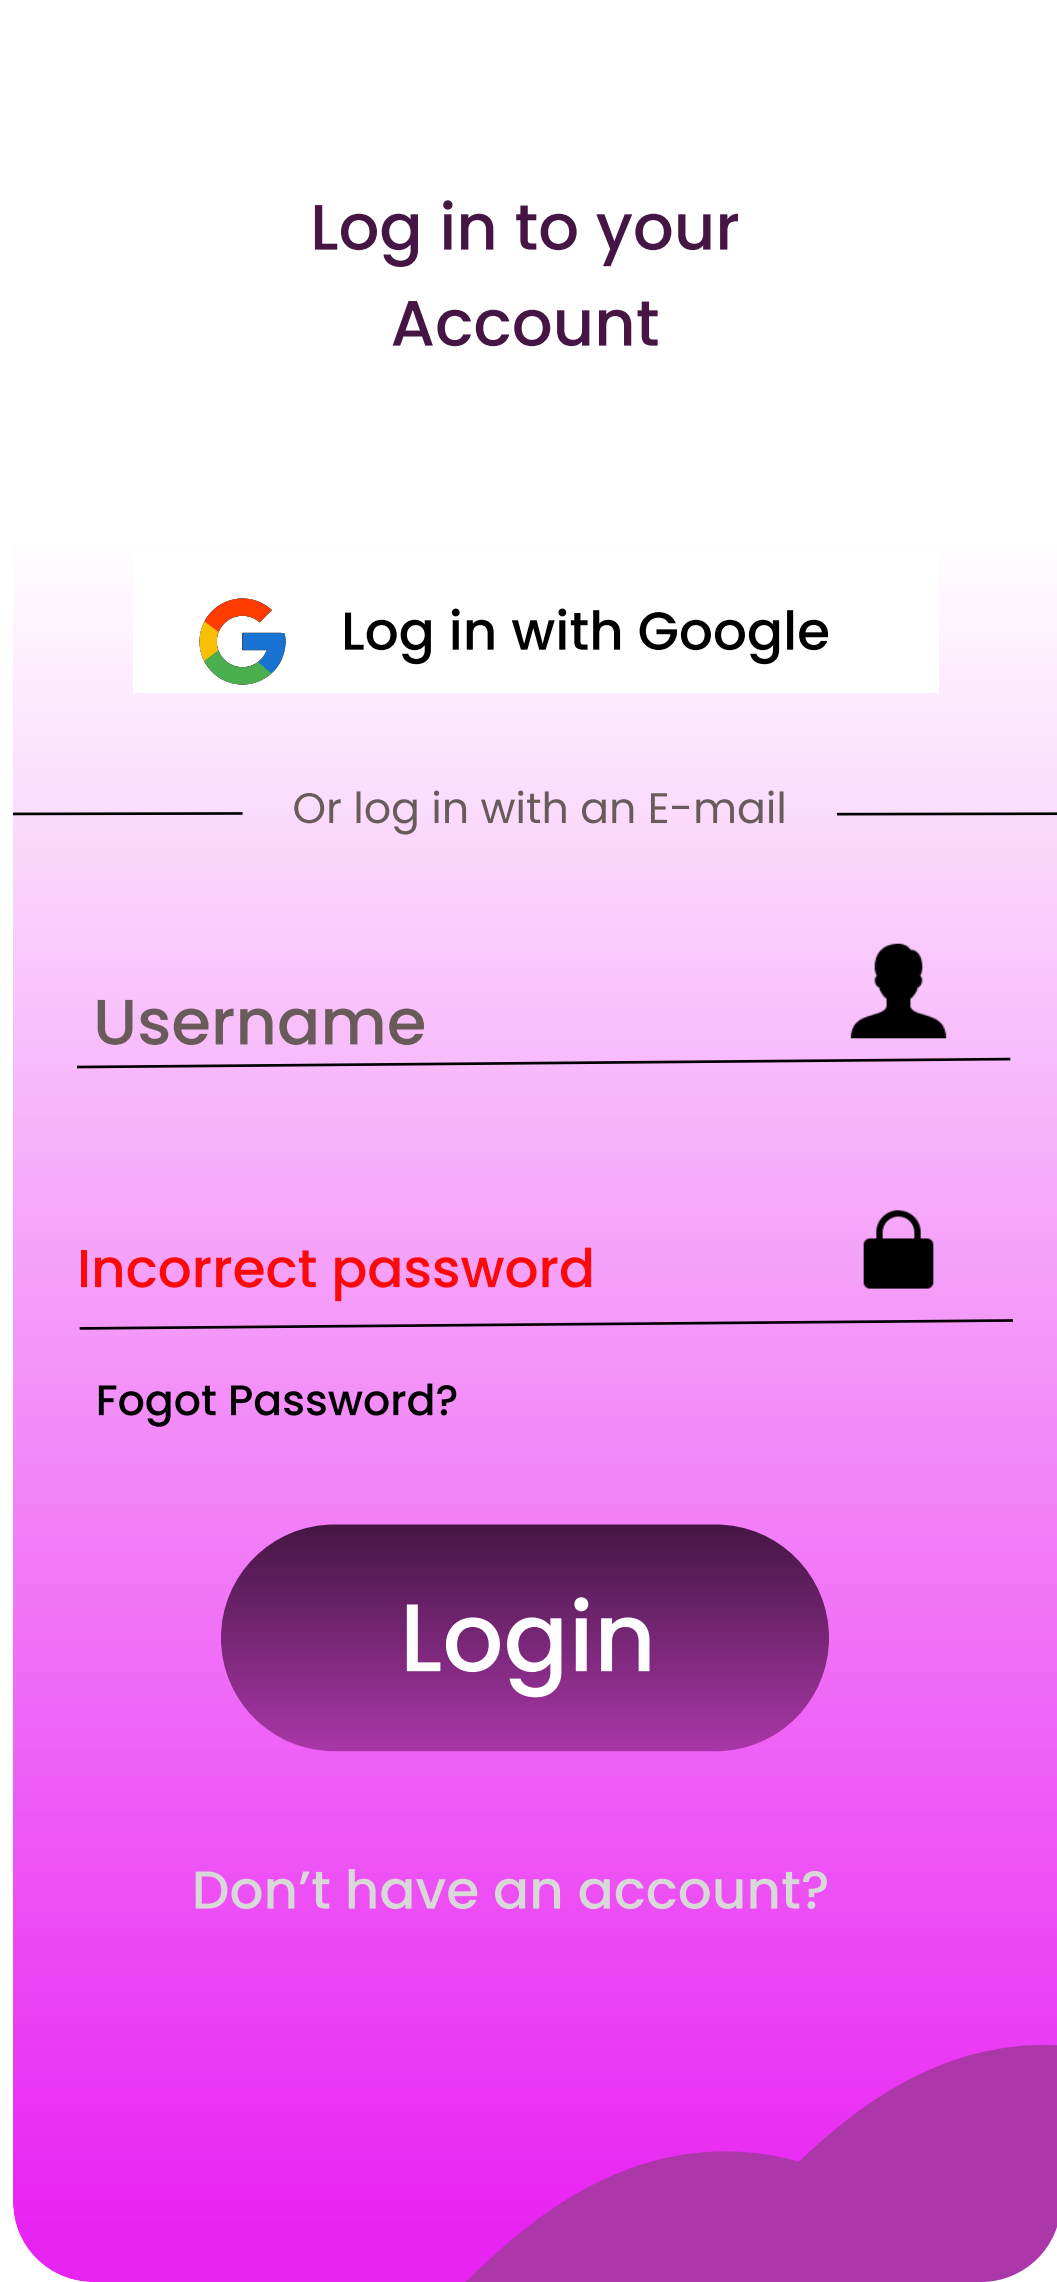 Log in to your
Account
Log in with Google
Or log in with an E-mail
Username
Incorrect password
Fogot Password?
Login
Don’t have an account?